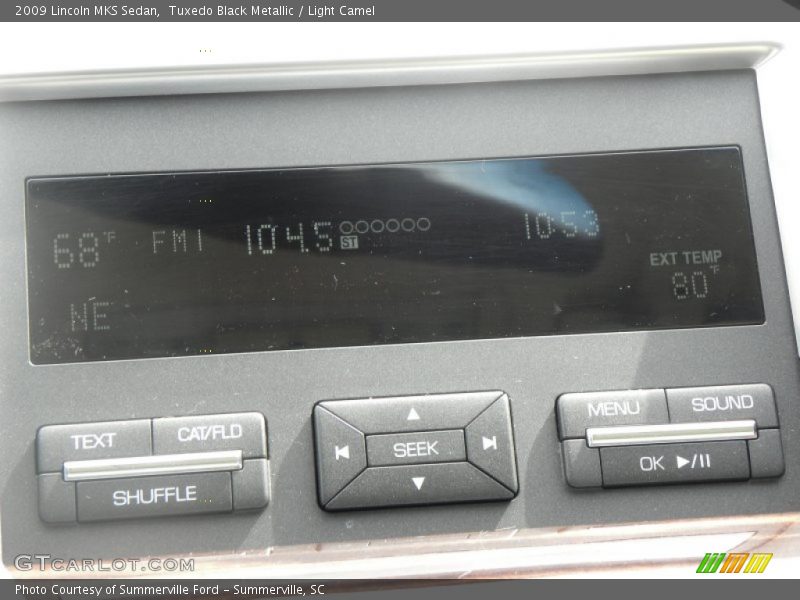 2009 Lincoln MKS Sedan,  Tuxedo Black Metallic / Light Camel
68°F FM1 104.5 ST 10:53
EXT TEMP
80°F
NE
TEXT CAT/FLD
SHUFFLE
SEEK
MENU SOUND
OK ►/II
GTcarlot.com
Photo Courtesy of Summerville Ford - Summerville, SC